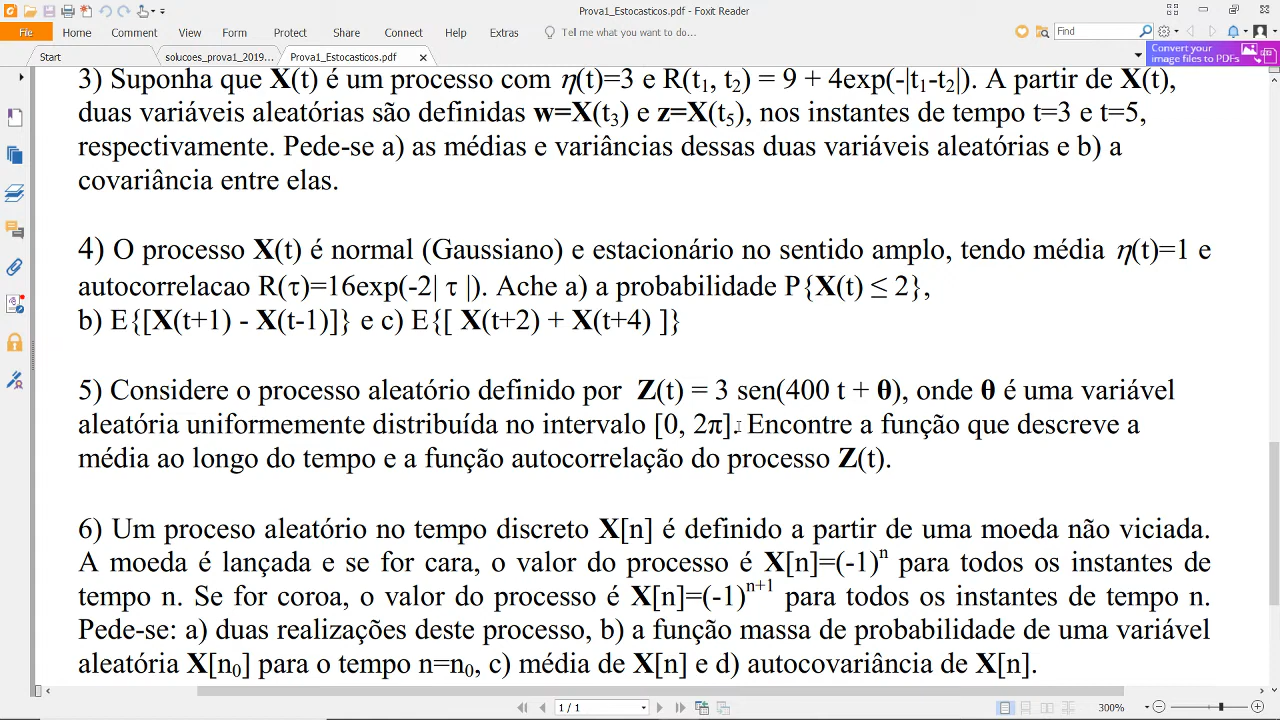 Prova1_Estocasticos.pdf - Foxit Reader
File Home Comment View Form Protect Share Connect Help Extras Tell me what you want to do... Find
Start solucoes_prova1_2019... Prova1_Estocasticos.pdf
Convert your
image files to PDFs
3) Suponha que X(t) é um processo com η(t)=3 e R(t₁, t₂) = 9 + 4exp(-|t₁-t₂|). A partir de X(t),
duas variáveis aleatórias são definidas w=X(t₃) e z=X(t₅), nos instantes de tempo t=3 e t=5,
respectivamente. Pede-se a) as médias e variâncias dessas duas variáveis aleatórias e b) a
covariância entre elas.
4) O processo X(t) é normal (Gaussiano) e estacionário no sentido amplo, tendo média η(t)=1 e
autocorrelacao R(τ)=16exp(-2| τ |). Ache a) a probabilidade P{X(t) ≤ 2},
b) E{[X(t+1) - X(t-1)]} e c) E{[ X(t+2) + X(t+4) ]}
5) Considere o processo aleatório definido por Z(t) = 3 sen(400 t + θ), onde θ é uma variável
aleatória uniformemente distribuída no intervalo [0, 2π]. Encontre a função que descreve a
média ao longo do tempo e a função autocorrelação do processo Z(t).
6) Um proceso aleatório no tempo discreto X[n] é definido a partir de uma moeda não viciada.
A moeda é lançada e se for cara, o valor do processo é X[n]=(-1)ⁿ para todos os instantes de
tempo n. Se for coroa, o valor do processo é X[n]=(-1)ⁿ⁺¹ para todos os instantes de tempo n.
Pede-se: a) duas realizações deste processo, b) a função massa de probabilidade de uma variável
aleatória X[n₀] para o tempo n=n₀, c) média de X[n] e d) autocovariância de X[n].
1 / 1 300%